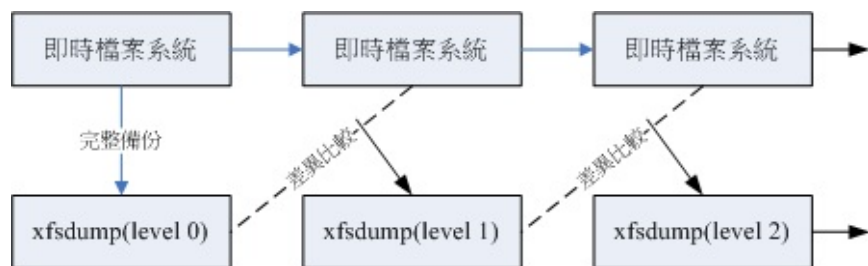 即時檔案系統
即時檔案系統
即時檔案系統
完整備份
差異比較
差異比較
xfsdump(level 0)
xfsdump(level 1)
xfsdump(level 2)